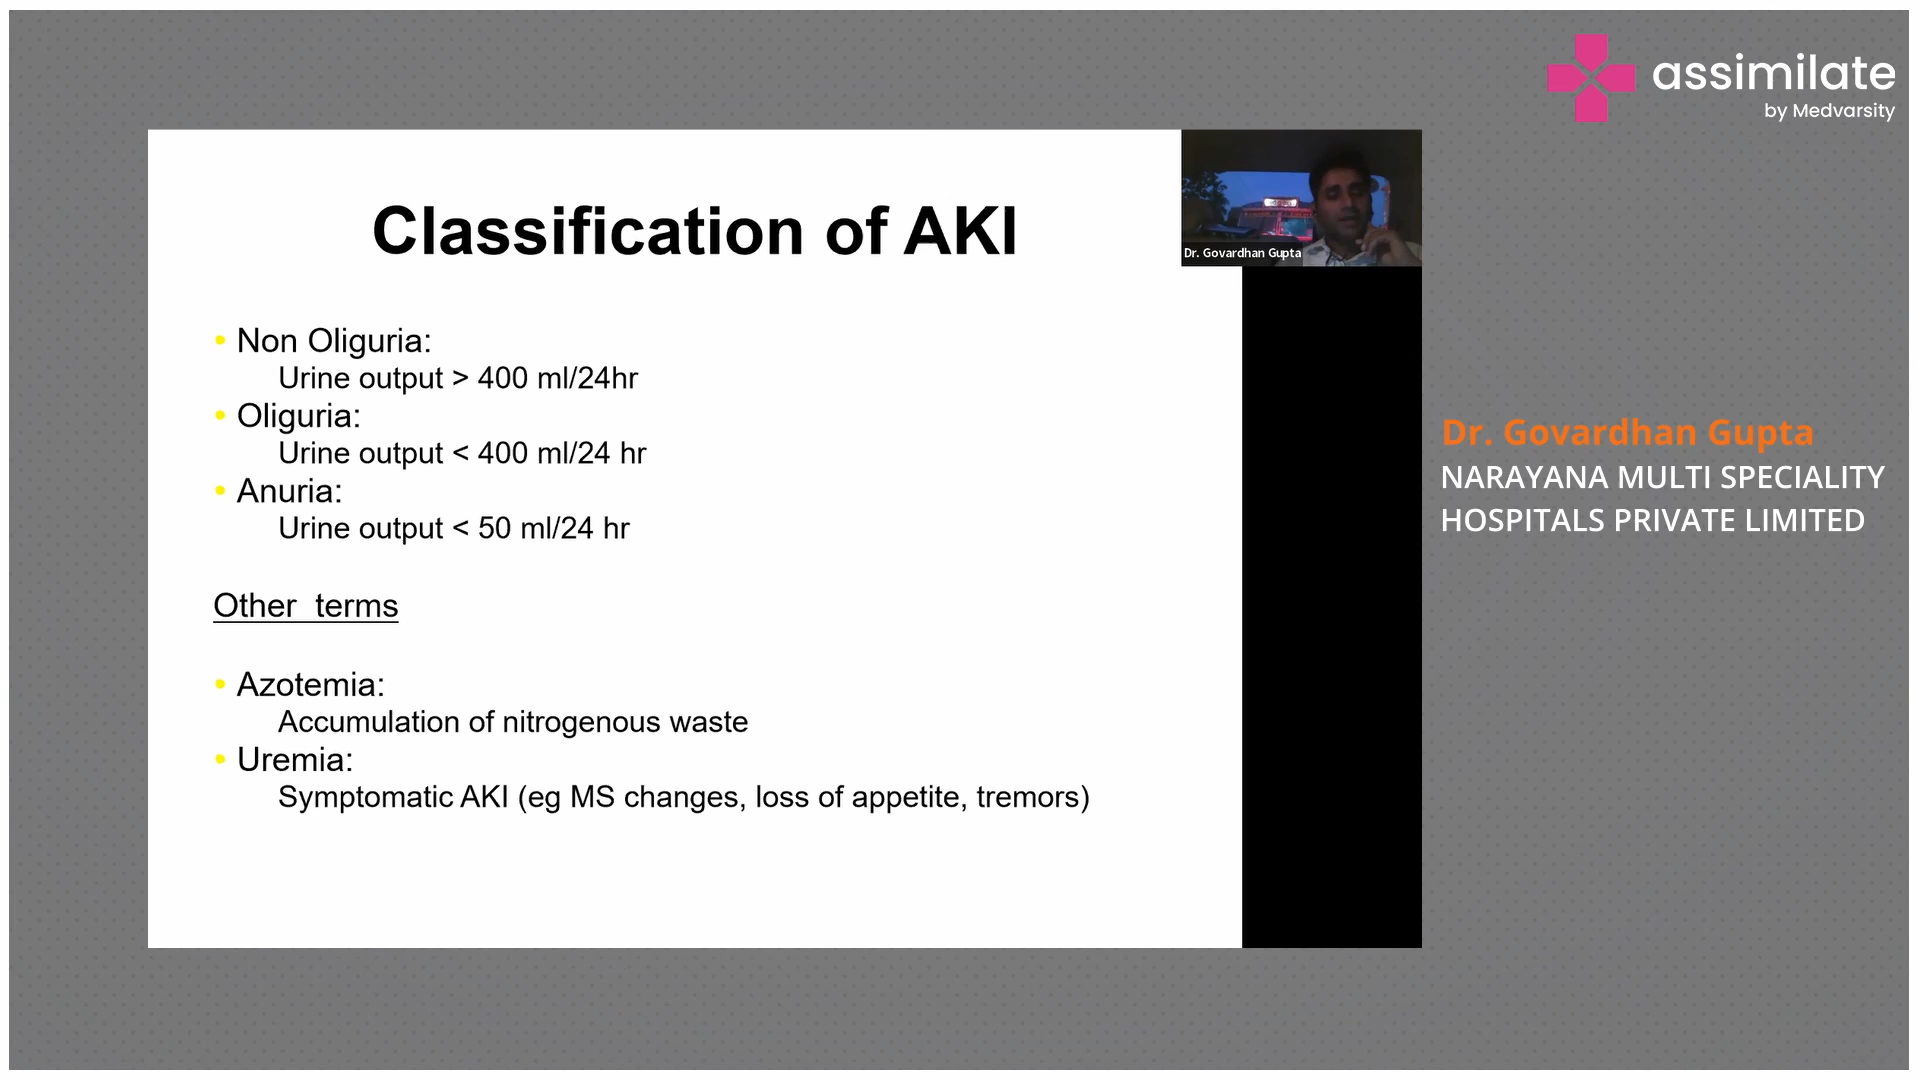 assimilate
by Medvarsity
Classification of AKI
Dr. Govardhan Gupta
• Non Oliguria:
Urine output > 400 ml/24hr
• Oliguria:
Urine output < 400 ml/24 hr
• Anuria:
Urine output < 50 ml/24 hr
Other terms
• Azotemia:
Accumulation of nitrogenous waste
• Uremia:
Symptomatic AKI (eg MS changes, loss of appetite, tremors)
Dr. Govardhan Gupta
NARAYANA MULTI SPECIALITY
HOSPITALS PRIVATE LIMITED